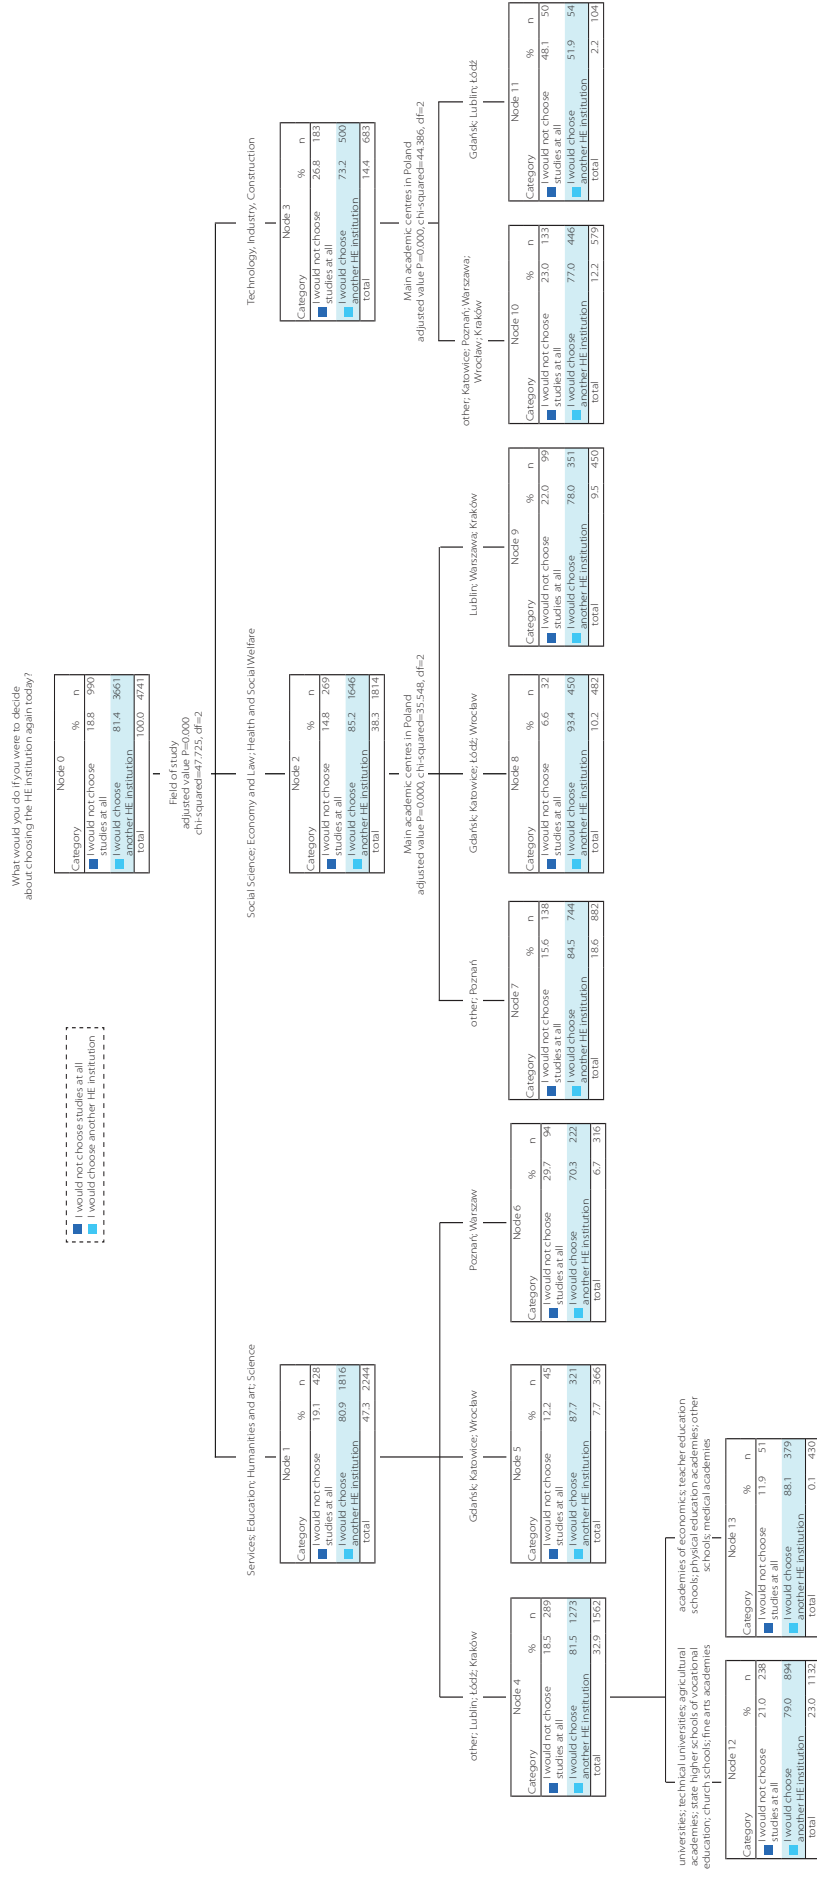 What would you do if you were to decide
about choosing the HE institution again today?
I would not choose studies at all
I would choose another HE institution
Node 0
Category % n
I would not choose 18.8 990
studies at all
I would choose 81.4 3661
another HE institution
total 100.0 4741
Field of study
adjusted value P=0.000
chi-squared=47.725, df=2
Services; Education; Humanities and art; Science
Social Science; Economy and Law; Health and Social Welfare
Technology, Industry, Construction
Node 1
Category % n
I would not choose 19.1 428
studies at all
I would choose 80.9 1816
another HE institution
total 47.3 2244
Node 2
Category % n
I would not choose 14.8 269
studies at all
I would choose 85.2 1646
another HE institution
total 38.3 1814
Node 3
Category % n
I would not choose 26.8 183
studies at all
I would choose 73.2 500
another HE institution
total 14.4 683
Main academic centres in Poland
adjusted value P=0.000, chi-squared=35.548, df=2
Main academic centres in Poland
adjusted value P=0.000, chi-squared=44.386, df=2
other; Lublin; Łódź; Kraków
Gdańsk; Katowice; Wrocław
Poznań; Warszaw
other; Poznań
Gdańsk; Katowice; Łódź; Wrocław
Lublin; Warszawa; Kraków
other; Katowice; Poznań; Warszawa;
Wrocław; Kraków
Gdańsk; Lublin; Łódź
Node 4
Category % n
I would not choose 18.5 289
studies at all
I would choose 81.5 1273
another HE institution
total 32.9 1562
Node 5
Category % n
I would not choose 12.2 45
studies at all
I would choose 87.7 321
another HE institution
total 7.7 366
Node 6
Category % n
I would not choose 29.7 94
studies at all
I would choose 70.3 222
another HE institution
total 6.7 316
Node 7
Category % n
I would not choose 15.6 138
studies at all
I would choose 84.5 744
another HE institution
total 18.6 882
Node 8
Category % n
I would not choose 6.6 32
studies at all
I would choose 93.4 450
another HE institution
total 10.2 482
Node 9
Category % n
I would not choose 22.0 99
studies at all
I would choose 78.0 351
another HE institution
total 9.5 450
Node 10
Category % n
I would not choose 23.0 133
studies at all
I would choose 77.0 446
another HE institution
total 12.2 579
Node 11
Category % n
I would not choose 48.1 50
studies at all
I would choose 51.9 54
another HE institution
total 2.2 104
universities; technical universities; agricultural
academies; state higher schools of vocational
education; church schools; fine arts academies
academies of economics; teacher education
schools; physical education academies; other
schools; medical academies
Node 12
Category % n
I would not choose 21.0 238
studies at all
I would choose 79.0 894
another HE institution
total 23.0 1132
Node 13
Category % n
I would not choose 11.9 51
studies at all
I would choose 88.1 379
another HE institution
total 0.1 430